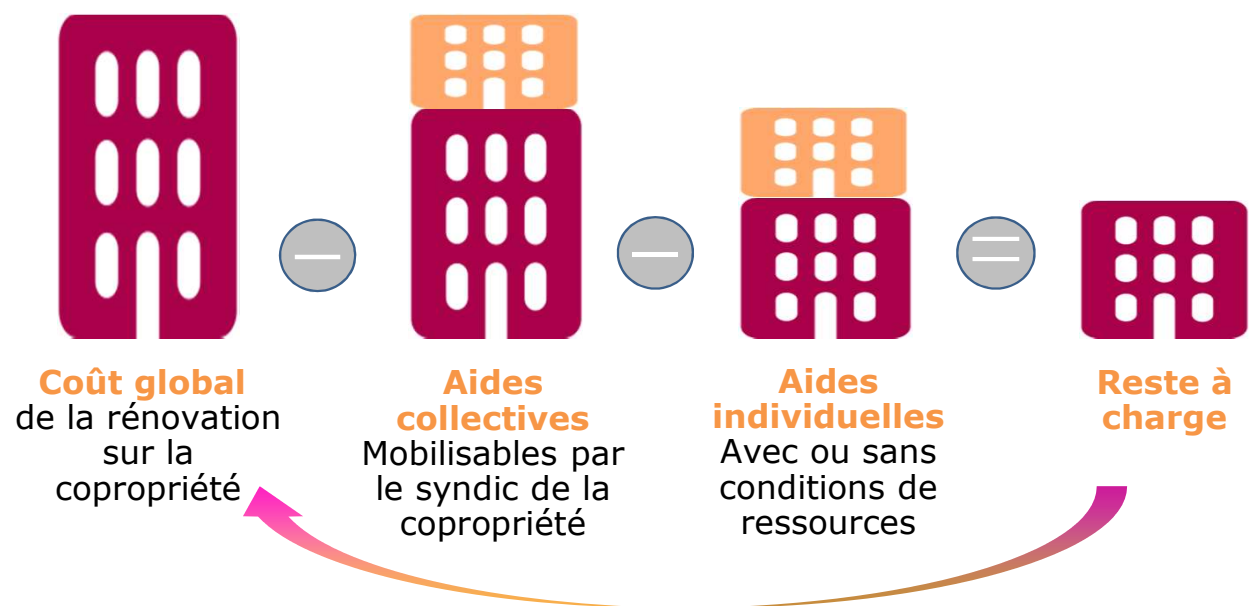 Coût global
de la rénovation
sur la
copropriété
Aides
collectives
Mobilisables par
le syndic de la
copropriété
Aides
individuelles
Avec ou sans
conditions de
ressources
Reste à
charge